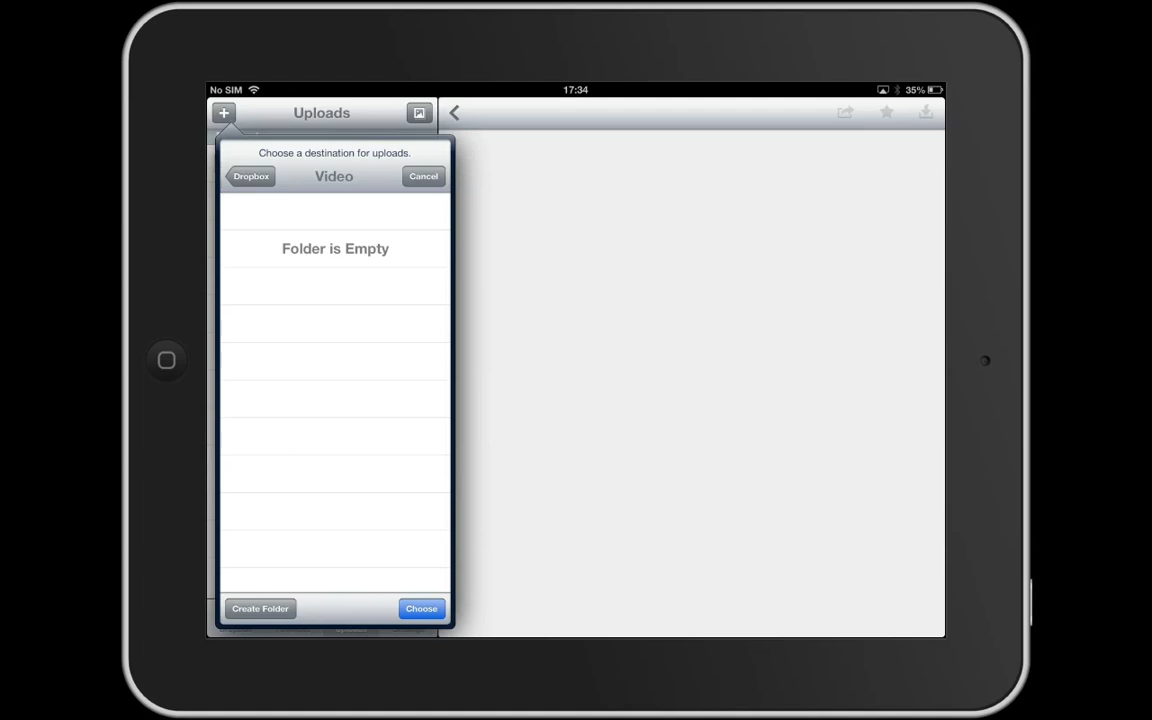 No SIM 17:34 35%
Uploads
Choose a destination for uploads.
Dropbox Video Cancel
Folder is Empty
Create Folder Choose